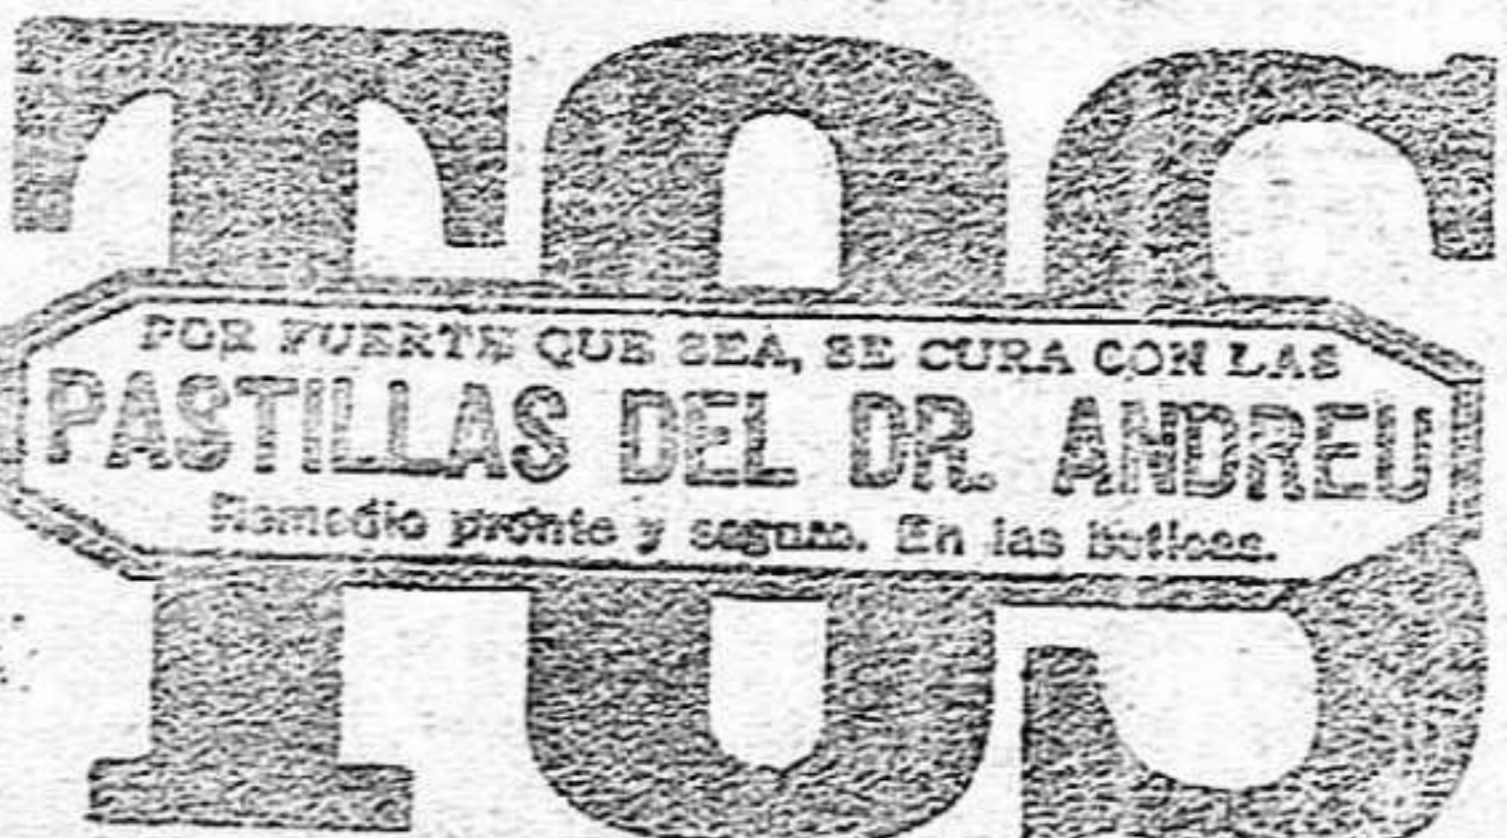 TOS
POR FUERTE QUE SEA, SE CURA CON LAS
PASTILLAS DEL DR. ANDREU
Remedio pronto y seguro. En las boticas.